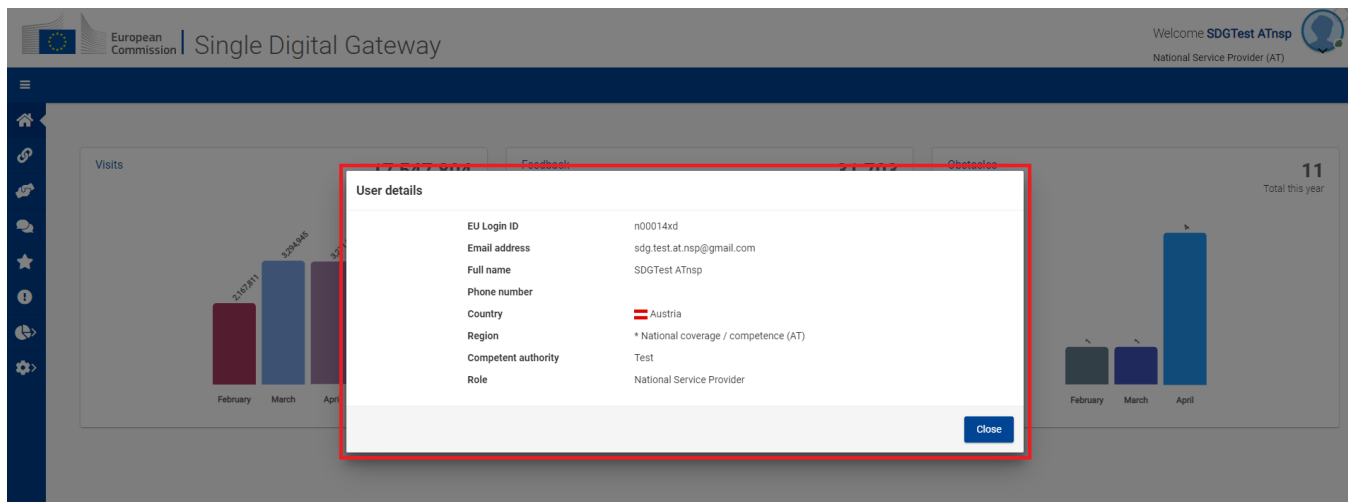 European
Commission
Single Digital Gateway
Welcome SDGTest ATnsp
National Service Provider (AT)
Visits
Feedback
Obstacles
11
Total this year
User details
EU Login ID n00014xd
Email address sdg.test.at.nsp@gmail.com
Full name SDGTest ATnsp
Phone number
Country Austria
Region * National coverage / competence (AT)
Competent authority Test
Role National Service Provider
Close
2,167,811
3,294,945
4
1
1
February March
February March April